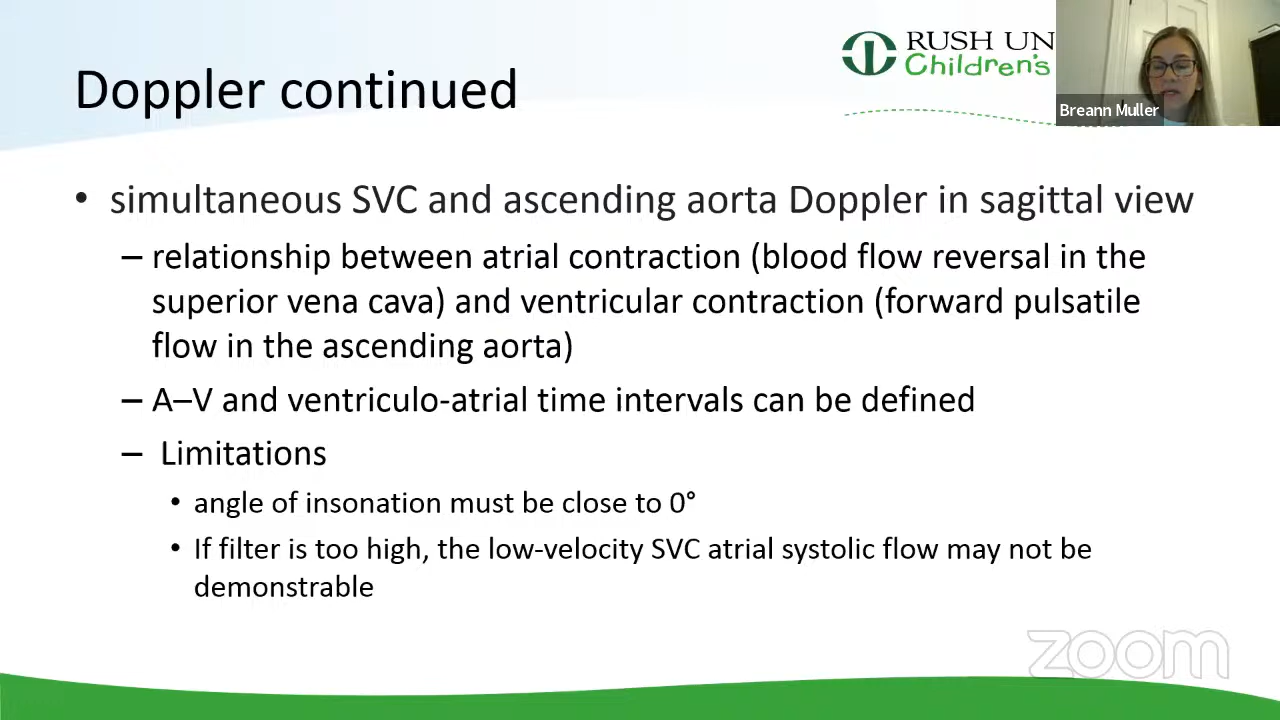 RUSH UN
Children's
Breann Muller
Doppler continued
• simultaneous SVC and ascending aorta Doppler in sagittal view
– relationship between atrial contraction (blood flow reversal in the
superior vena cava) and ventricular contraction (forward pulsatile
flow in the ascending aorta)
– A–V and ventriculo-atrial time intervals can be defined
– Limitations
• angle of insonation must be close to 0°
• If filter is too high, the low-velocity SVC atrial systolic flow may not be
demonstrable
zoom